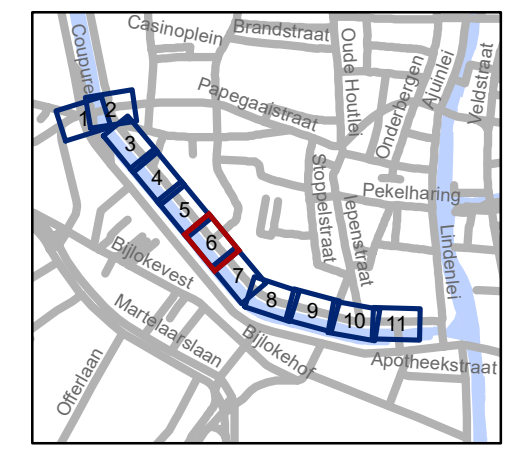 Casinoplein
Brandstraat
Coupure
Oude Houtlei
Ajuinlei
Veldstraat
Onderbergen
Papegaaistraat
1
2
3
4
5
6
7
8
9
10
11
Stoppelstraat
Pekelharing
Iepenstraat
Lindenlei
Bijlokevest
Martelaarslaan
Bijlokehof
Apotheekstraat
Offerlaan